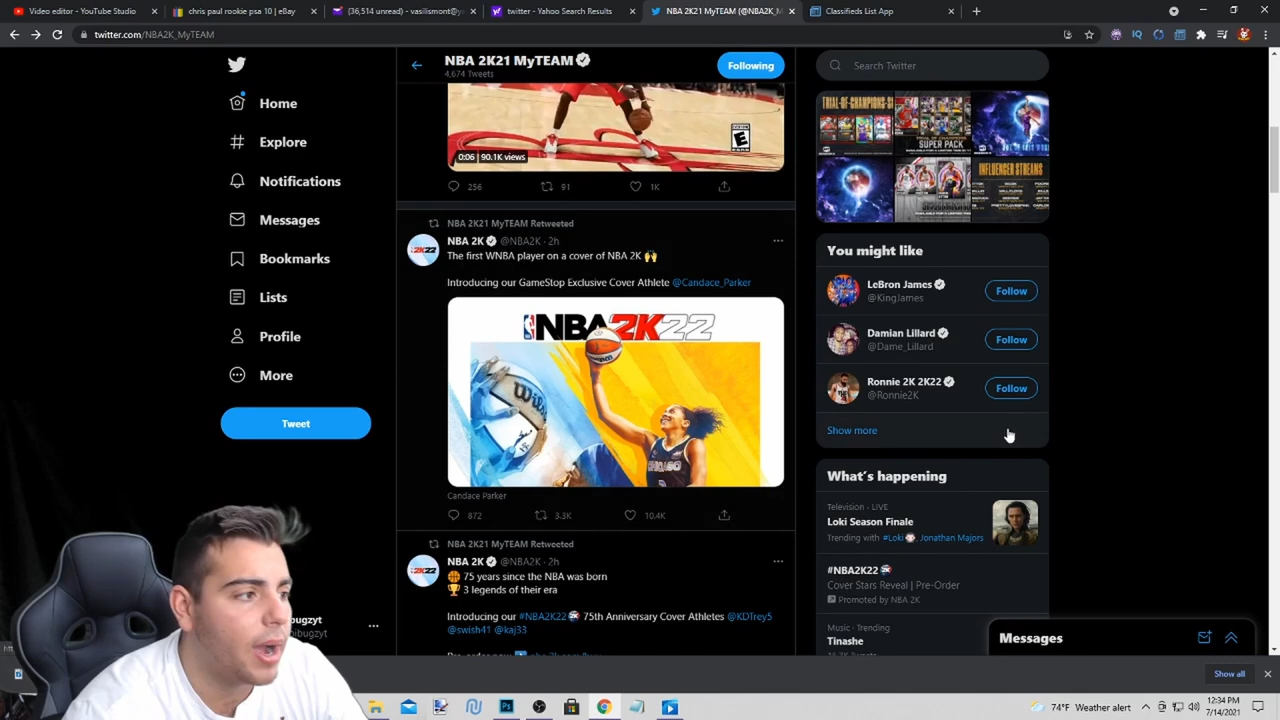 Video editor - YouTube Studio
chris paul rookie psa 10 | eBay
(36,514 unread) - vasilismont@y
twitter - Yahoo Search Results
NBA 2K21 MyTEAM (@NBA2K_M
Classifieds List App
twitter.com/NBA2K_MyTEAM
Home
Explore
Notifications
Messages
Bookmarks
Lists
Profile
More
Tweet
NBA 2K21 MyTEAM
4,674 Tweets
Following
0:06 | 90.1K views
E
256 91 1K
NBA 2K21 MyTEAM Retweeted
NBA 2K @NBA2K · 2h
The first WNBA player on a cover of NBA 2K 🙌
Introducing our GameStop Exclusive Cover Athlete @Candace_Parker
NBA 2K22
Wilson
CHICAGO
Candace Parker
872 3.3K 10.4K
NBA 2K21 MyTEAM Retweeted
NBA 2K @NBA2K · 2h
🏀 75 years since the NBA was born
🏆 3 legends of their era
Introducing our #NBA2K22 75th Anniversary Cover Athletes @KDTrey5
@swish41 @kaj33
Search Twitter
TRIAL OF CHAMPIONS
SUPER PACK
INFLUENCER STREAMS
You might like
LeBron James
@KingJames
Follow
Damian Lillard
@Dame_Lillard
Follow
Ronnie 2K 2K22
@Ronnie2K
Follow
Show more
What's happening
Television · LIVE
Loki Season Finale
Trending with #Loki Jonathan Majors
#NBA2K22
Cover Stars Reveal | Pre-Order
Promoted by NBA 2K
Music · Trending
Tinashe
Messages
Show all
74°F Weather alert
12:34 PM
7/14/2021